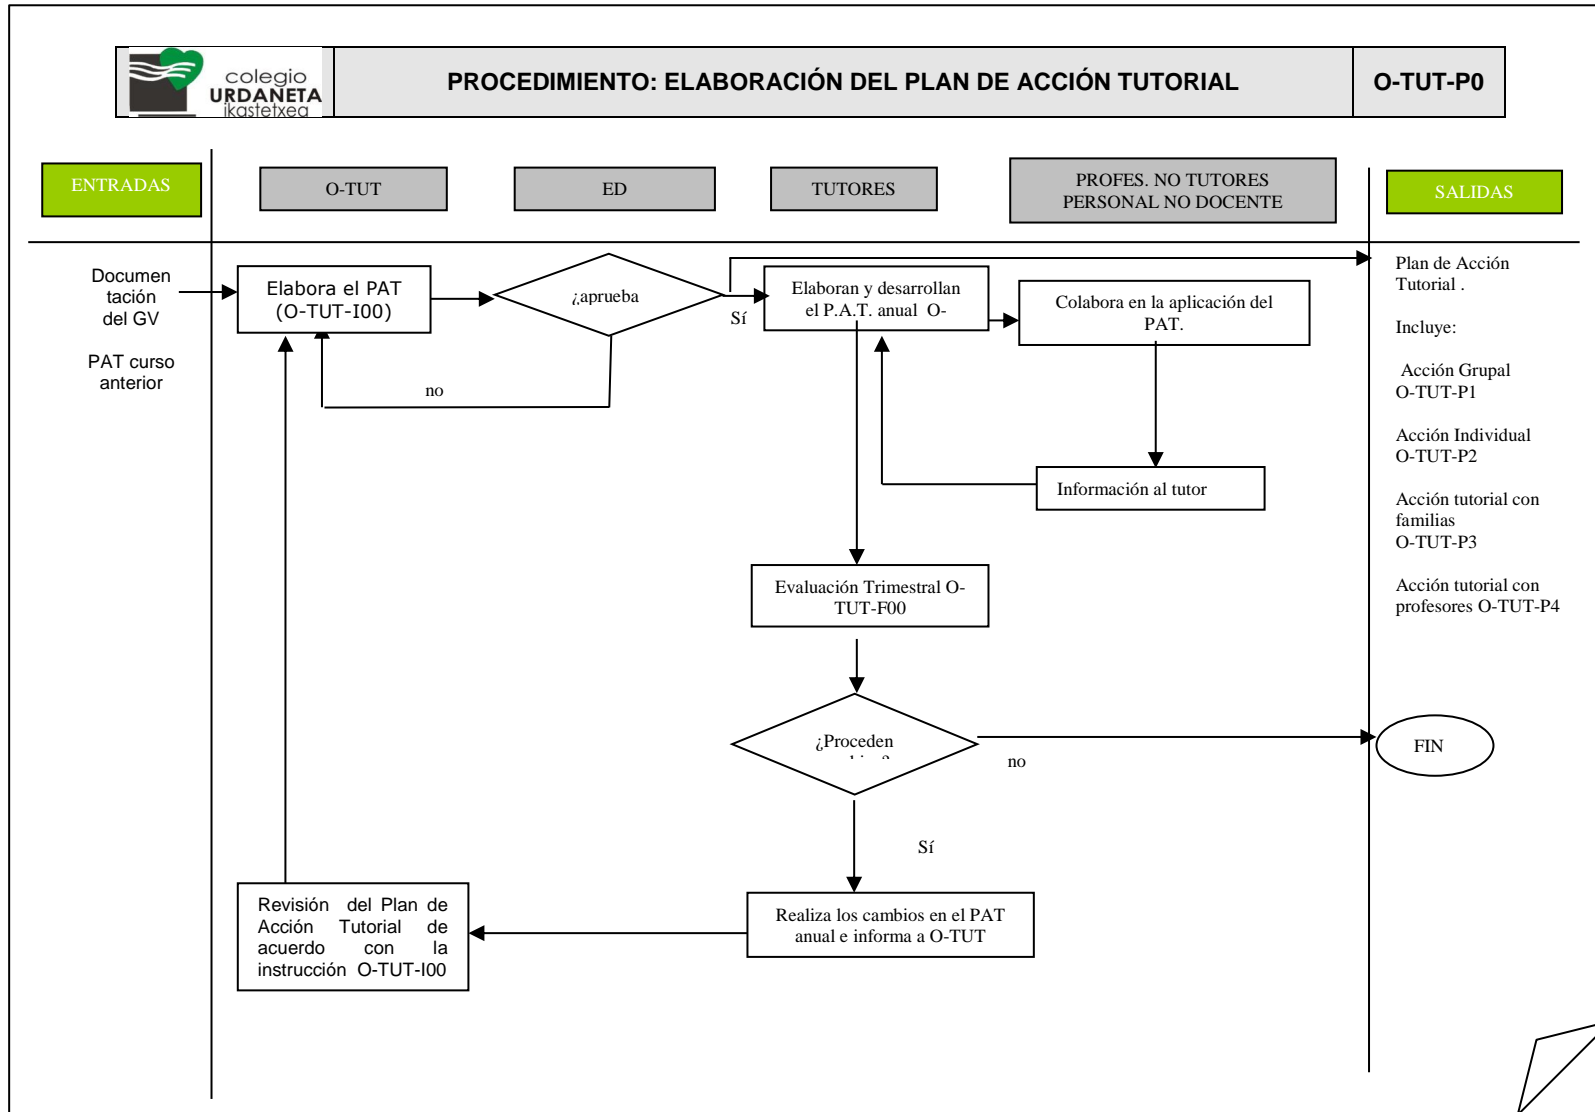 colegio
URDANETA
ikastetxea
PROCEDIMIENTO: ELABORACIÓN DEL PLAN DE ACCIÓN TUTORIAL
O-TUT-P0
ENTRADAS
O-TUT
ED
TUTORES
PROFES. NO TUTORES
PERSONAL NO DOCENTE
SALIDAS
Documen
tación
del GV
PAT curso
anterior
Elabora el PAT
(O-TUT-I00)
¿aprueba
Sí
no
Elaboran y desarrollan
el P.A.T. anual O-
Colabora en la aplicación del
PAT.
Información al tutor
Evaluación Trimestral O-
TUT-F00
¿Proceden
no
FIN
Sí
Realiza los cambios en el PAT
anual e informa a O-TUT
Revisión del Plan de
Acción Tutorial de
acuerdo con la
instrucción O-TUT-I00
Plan de Acción
Tutorial .
Incluye:
Acción Grupal
O-TUT-P1
Acción Individual
O-TUT-P2
Acción tutorial con
familias
O-TUT-P3
Acción tutorial con
profesores O-TUT-P4